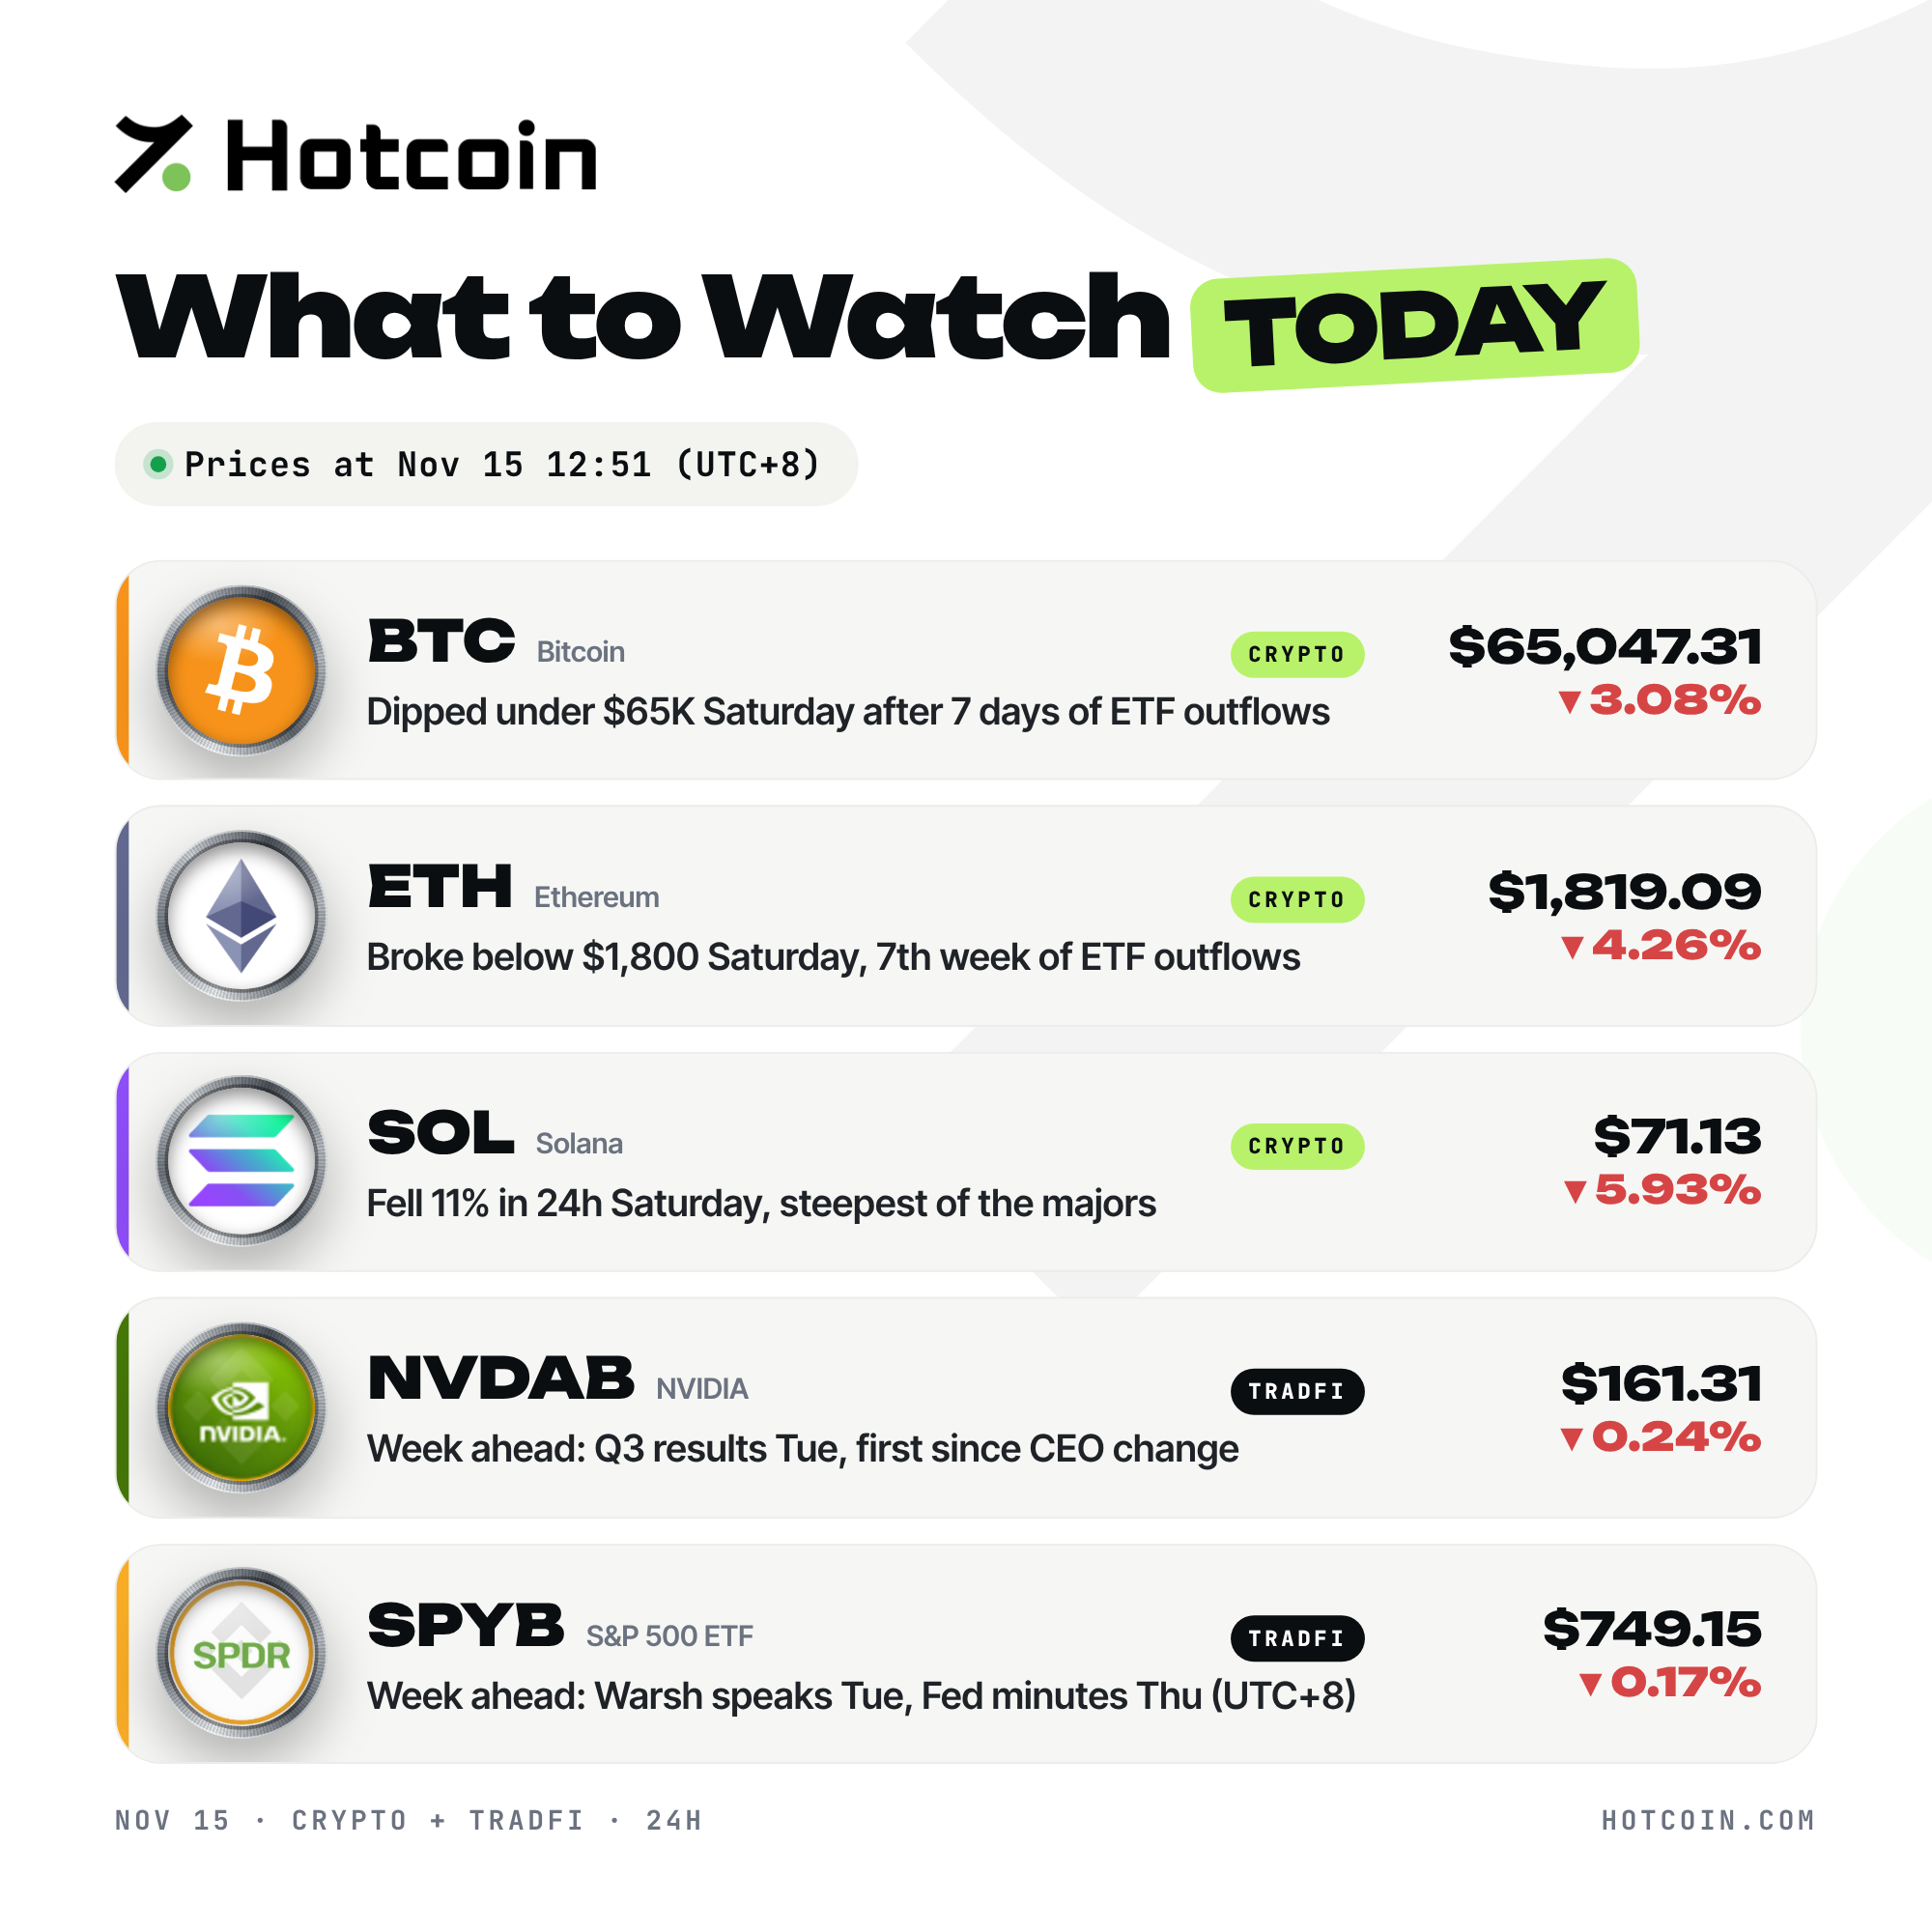 Hotcoin
What to Watch TODAY
Prices at Nov 15 12:51 (UTC+8)
BTC Bitcoin CRYPTO $65,047.31
Dipped under $65K Saturday after 7 days of ETF outflows ▼3.08%
ETH Ethereum CRYPTO $1,819.09
Broke below $1,800 Saturday, 7th week of ETF outflows ▼4.26%
SOL Solana CRYPTO $71.13
Fell 11% in 24h Saturday, steepest of the majors ▼5.93%
NVIDIA.
NVDAB NVIDIA TRADFI $161.31
Week ahead: Q3 results Tue, first since CEO change ▼0.24%
SPDR
SPYB S&P 500 ETF TRADFI $749.15
Week ahead: Warsh speaks Tue, Fed minutes Thu (UTC+8) ▼0.17%
NOV 15 · CRYPTO + TRADFI · 24H HOTCOIN.COM